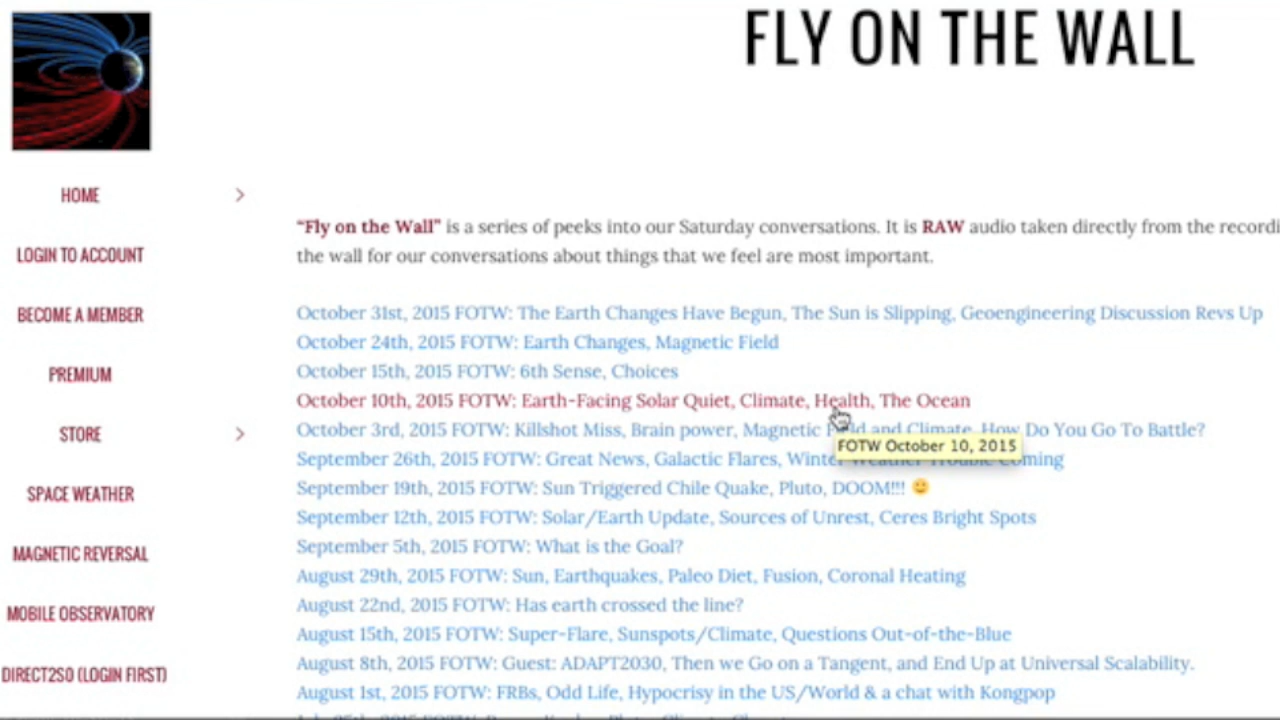 FLY ON THE WALL
HOME
LOGIN TO ACCOUNT
BECOME A MEMBER
PREMIUM
STORE
SPACE WEATHER
MAGNETIC REVERSAL
MOBILE OBSERVATORY
DIRECT2SO (LOGIN FIRST)
“Fly on the Wall” is a series of peeks into our Saturday conversations. It is RAW audio taken directly from the recordi
the wall for our conversations about things that we feel are most important.
October 31st, 2015 FOTW: The Earth Changes Have Begun, The Sun is Slipping, Geoengineering Discussion Revs Up
October 24th, 2015 FOTW: Earth Changes, Magnetic Field
October 15th, 2015 FOTW: 6th Sense, Choices
October 10th, 2015 FOTW: Earth-Facing Solar Quiet, Climate, Health, The Ocean
October 3rd, 2015 FOTW: Killshot Miss, Brain power, Magnetic Field and Climate, How Do You Go To Battle?
FOTW October 10, 2015
September 26th, 2015 FOTW: Great News, Galactic Flares, Winter Weather Trouble Coming
September 19th, 2015 FOTW: Sun Triggered Chile Quake, Pluto, DOOM!!! 🙂
September 12th, 2015 FOTW: Solar/Earth Update, Sources of Unrest, Ceres Bright Spots
September 5th, 2015 FOTW: What is the Goal?
August 29th, 2015 FOTW: Sun, Earthquakes, Paleo Diet, Fusion, Coronal Heating
August 22nd, 2015 FOTW: Has earth crossed the line?
August 15th, 2015 FOTW: Super-Flare, Sunspots/Climate, Questions Out-of-the-Blue
August 8th, 2015 FOTW: Guest: ADAPT2030, Then we Go on a Tangent, and End Up at Universal Scalability.
August 1st, 2015 FOTW: FRBs, Odd Life, Hypocrisy in the US/World & a chat with Kongpop